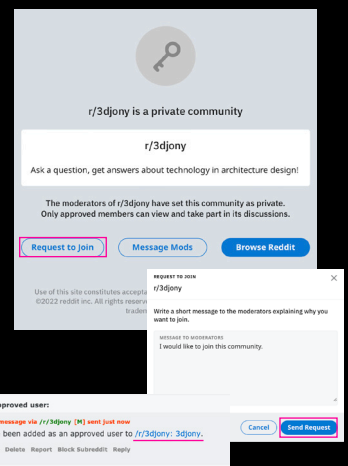 r/3djony is a private community
r/3djony
Ask a question, get answers about technology in architecture design!
The moderators of r/3djony have set this community as private.
Only approved members can view and take part in its discussions.
Request to Join
Message Mods
Browse Reddit
Use of this site constitutes accepta
©2022 reddit inc. All rights reserve
tradem
REQUEST TO JOIN
r/3djony
Write a short message to the moderators explaining why you
want to join.
MESSAGE TO MODERATORS
I would like to join this community.
Cancel
Send Request
pproved user:
message via /r/3djony [M] sent just now
been added as an approved user to /r/3djony: 3djony.
Delete Report Block Subreddit Reply